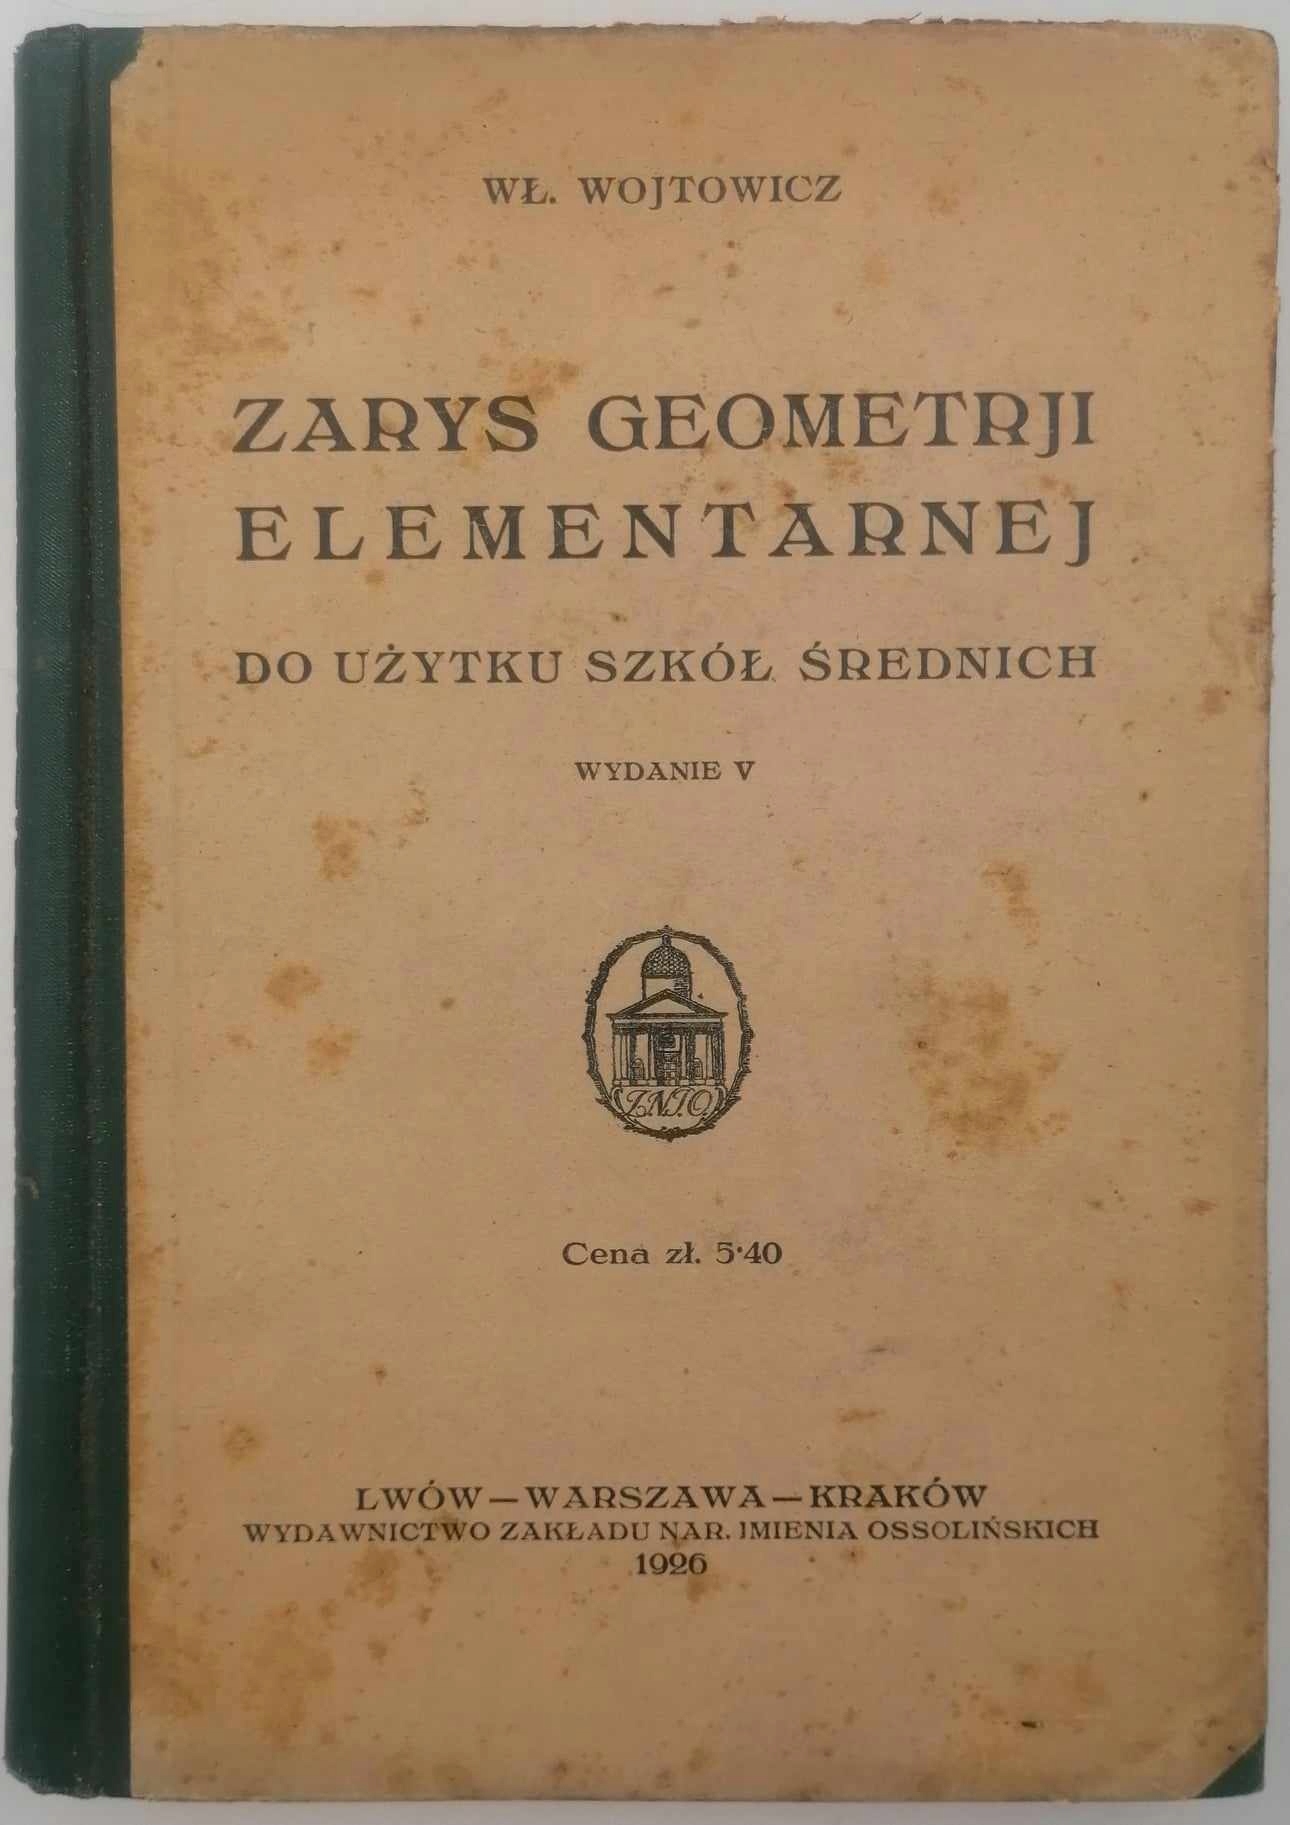 WŁ. WOJTOWICZ
ZARYS GEOMETRJI
ELEMENTARNEJ
DO UŻYTKU SZKÓŁ ŚREDNICH
WYDANIE V
Z.N.I.O.
Cena zł. 5·40
LWÓW—WARSZAWA—KRAKÓW
WYDAWNICTWO ZAKŁADU NAR. IMIENIA OSSOLIŃSKICH
1926